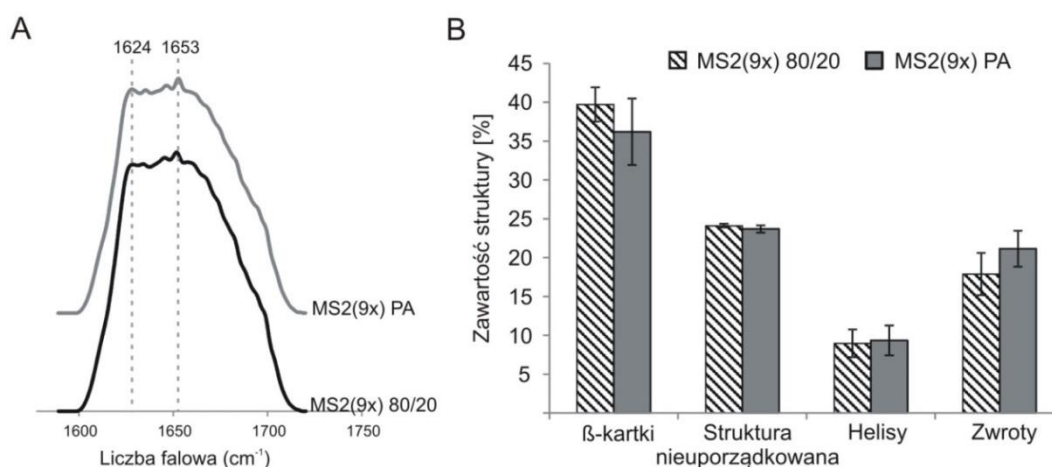 A
1624 1653
MS2(9x) PA
MS2(9x) 80/20
1600 1650 1700 1750
Liczba falowa (cm⁻¹)
B
MS2(9x) 80/20 MS2(9x) PA
Zawartość struktury [%]
45
40
35
30
25
20
15
10
5
ß-kartki Struktura Helisy Zwroty
nieuporządkowana